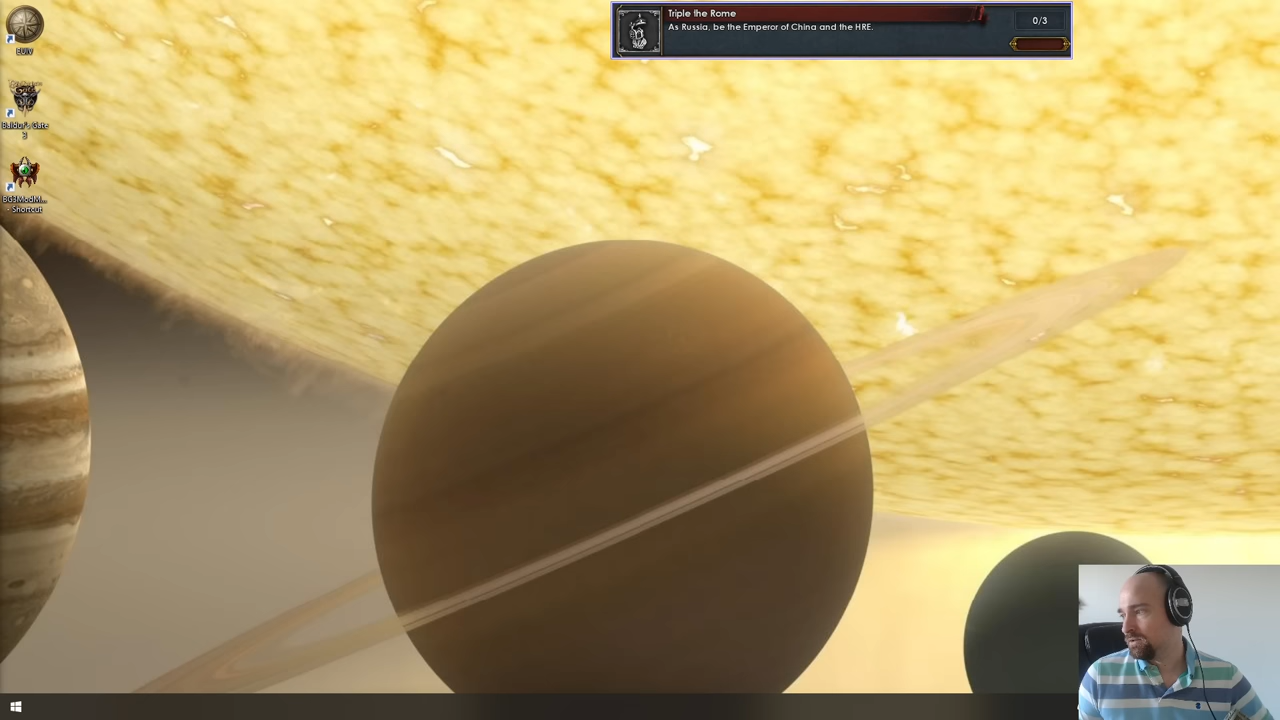 Triple the Rome
As Russia, be the Emperor of China and the HRE.
0/3
EUIV
Baldur's Gate
3
BG3ModM...
- Shortcut